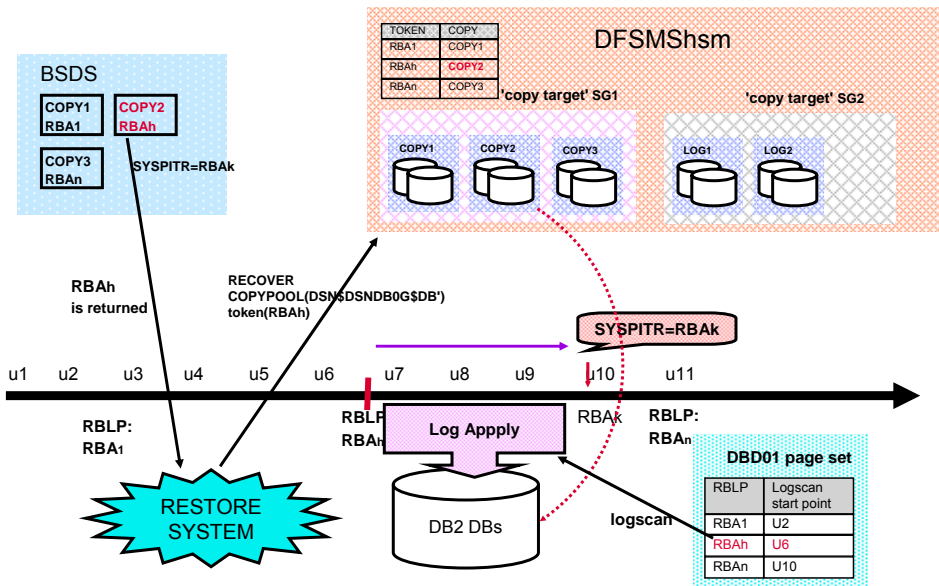 BSDS
COPY1
RBA1
COPY2
RBAh
COPY3
RBAn
SYSPITR=RBAk
DFSMShsm
TOKEN COPY
RBA1 COPY1
RBAh COPY2
RBAn COPY3
'copy target' SG1
'copy target' SG2
COPY1
COPY2
COPY3
LOG1
LOG2
RBAh
is returned
RECOVER
COPYPOOL(DSN$DSNDB0G$DB')
token(RBAh)
SYSPITR=RBAk
u1 u2 u3 u4 u5 u6 u7 u8 u9 u10 u11
RBLP:
RBA1
RBLP
RBAh
Log Appply
RBAk
RBLP:
RBAn
RESTORE
SYSTEM
DB2 DBs
logscan
DBD01 page set
RBLP Logscan
start point
RBA1 U2
RBAh U6
RBAn U10